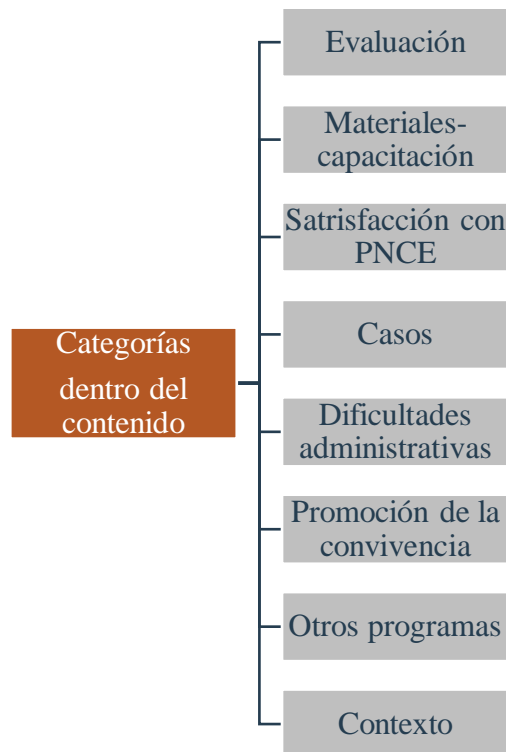 Evaluación
Materiales-
capacitación
Satrisfacción con
PNCE
Casos
Categorías
dentro del
contenido
Dificultades
administrativas
Promoción de la
convivencia
Otros programas
Contexto